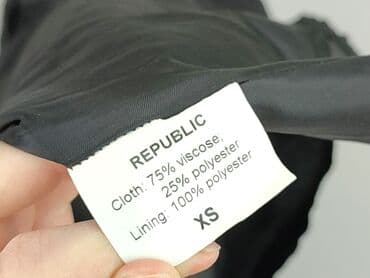 REPUBLIC
Cloth: 75% viscose,
25% polyester
Lining: 100% polyester
XS